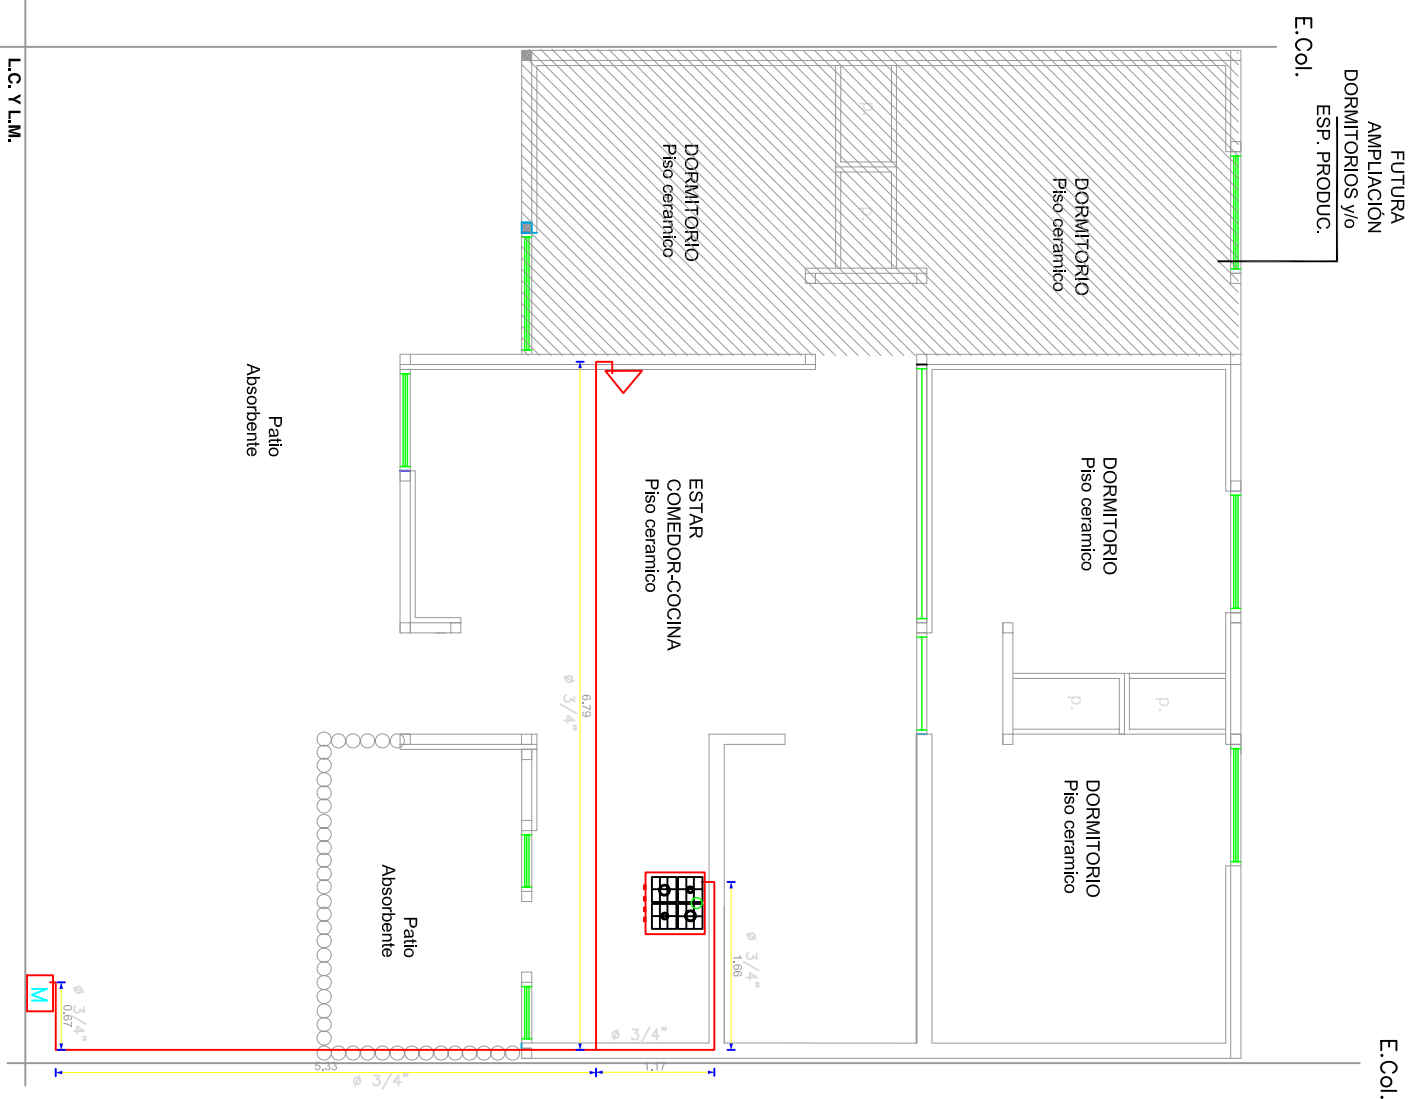 FUTURA
AMPLIACIÓN
DORMITORIOS y/o
ESP. PRODUC.
E.Col.
L.C. Y L.M.
DORMITORIO
Piso ceramico
p.
p.
DORMITORIO
Piso ceramico
Patio
Absorbente
ESTAR
COMEDOR-COCINA
Piso ceramico
DORMITORIO
Piso ceramico
p.
p.
DORMITORIO
Piso ceramico
6.79
ø 3/4"
Patio
Absorbente
1.66
ø 3/4"
M
0.67
ø 3/4"
ø 3/4"
5.33
ø 3/4"
1.17
E.Col.